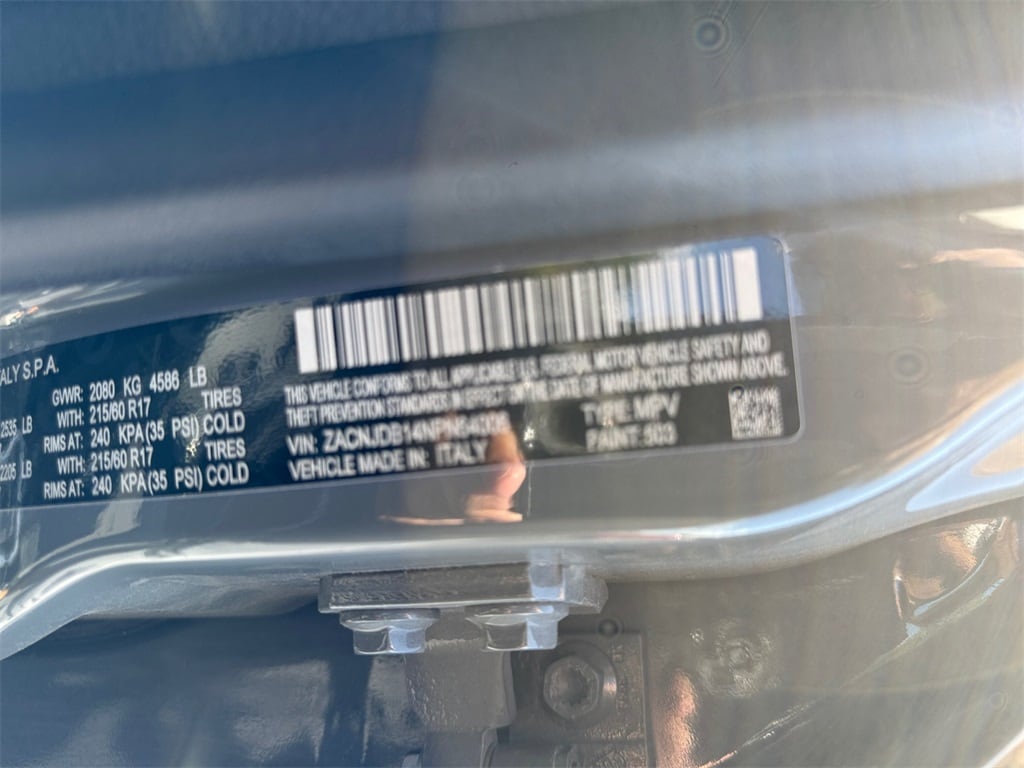 ITALY S.P.A.
GVWR: 2080 KG 4586 LB
2535 LB WITH: 215/60 R17 TIRES
RIMS AT: 240 KPA(35 PSI) COLD
2205 LB WITH: 215/60 R17 TIRES
RIMS AT: 240 KPA(35 PSI) COLD
THIS VEHICLE CONFORMS TO ALL APPLICABLE U.S. FEDERAL MOTOR VEHICLE SAFETY AND
THEFT PREVENTION STANDARDS IN EFFECT ON THE DATE OF MANUFACTURE SHOWN ABOVE.
VIN: TYPE: MPV
VEHICLE MADE IN: ITALY PAINT: